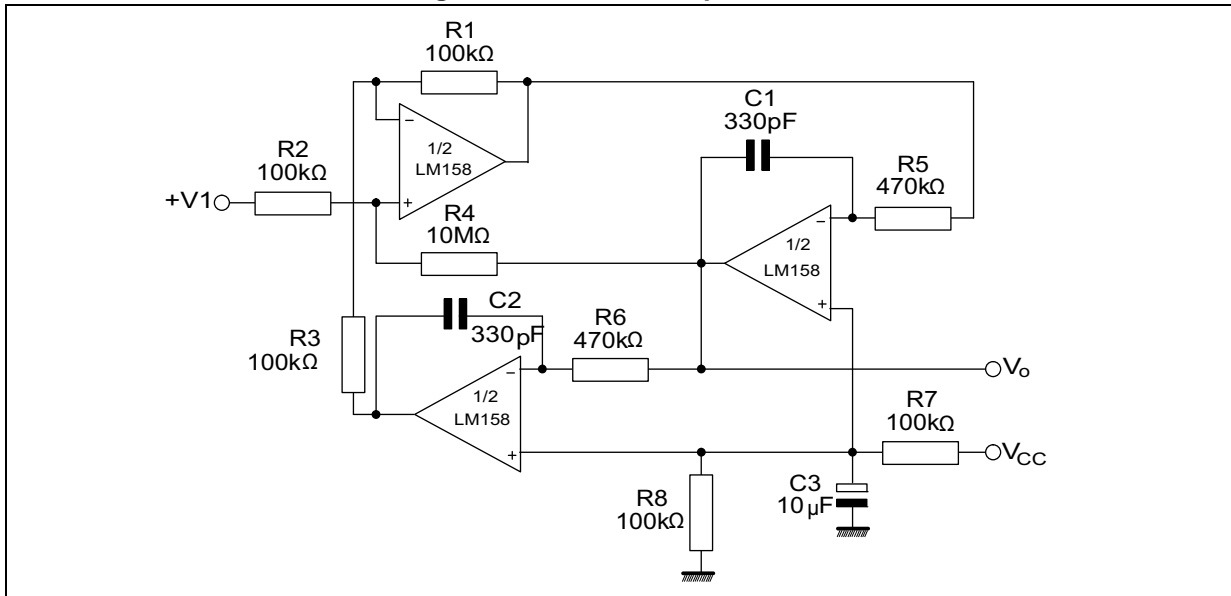 R1
100kΩ
C1
330pF
1/2
LM158
R2
100kΩ
R5
470kΩ
+V1
R4
10MΩ
1/2
LM158
C2
330pF
R6
470kΩ
R3
100kΩ
Vo
1/2
LM158
R7
100kΩ
VCC
R8
100kΩ
C3
10µF